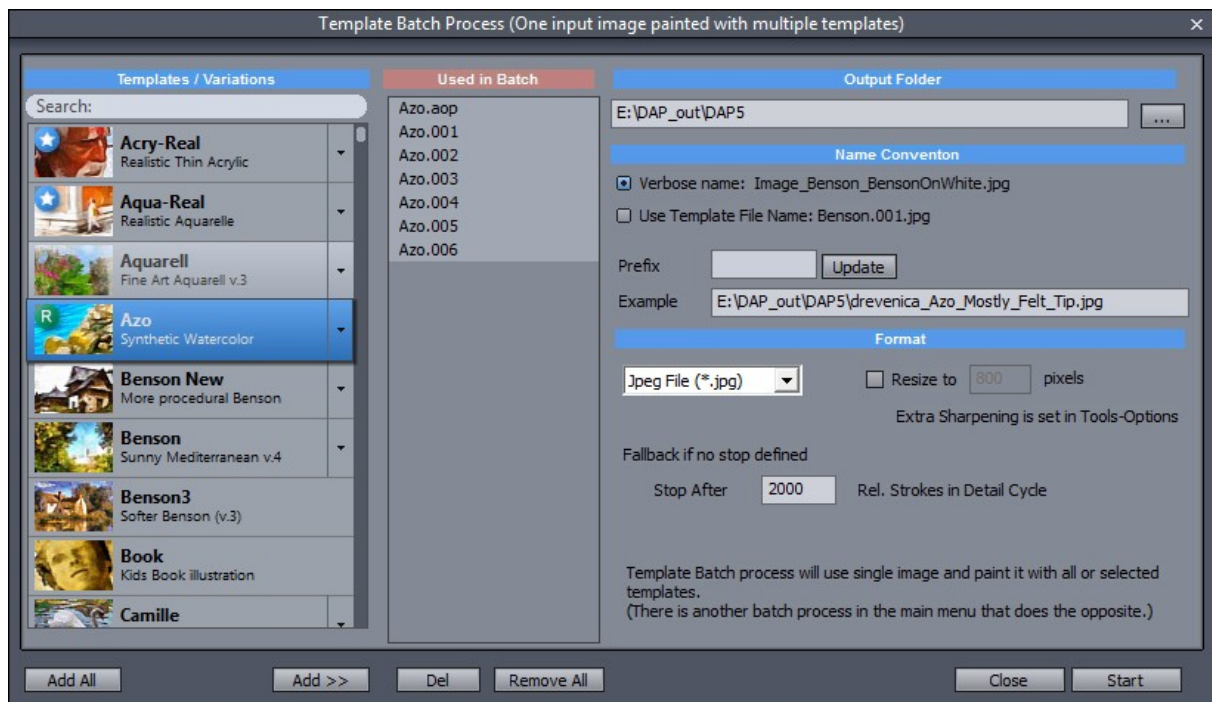 Template Batch Process (One input image painted with multiple templates)
Templates / Variations
Search:
Acry-Real
Realistic Thin Acrylic
Aqua-Real
Realistic Aquarelle
Aquarell
Fine Art Aquarell v.3
R
Azo
Synthetic Watercolor
Benson New
More procedural Benson
Benson
Sunny Mediterranean v.4
Benson3
Softer Benson (v.3)
Book
Kids Book illustration
Camille
Used in Batch
Azo.aop
Azo.001
Azo.002
Azo.003
Azo.004
Azo.005
Azo.006
Output Folder
E:\DAP_out\DAP5
...
Name Conventon
Verbose name: Image_Benson_BensonOnWhite.jpg
Use Template File Name: Benson.001.jpg
Prefix
Update
Example E:\DAP_out\DAP5\drevenica_Azo_Mostly_Felt_Tip.jpg
Format
Jpeg File (*.jpg)
Resize to 800 pixels
Extra Sharpening is set in Tools-Options
Fallback if no stop defined
Stop After 2000 Rel. Strokes in Detail Cycle
Template Batch process will use single image and paint it with all or selected
templates.
(There is another batch process in the main menu that does the opposite.)
Add All
Add >>
Del
Remove All
Close
Start